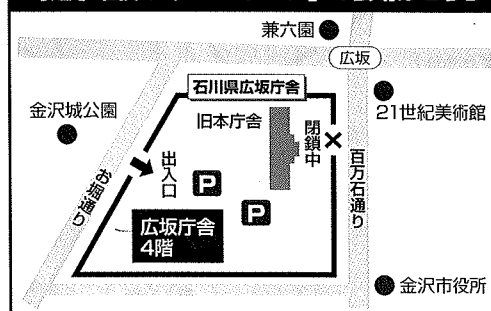 兼六園
広坂
石川県広坂庁舎
金沢城公園
旧本庁舎
閉鎖中
21世紀美術館
出入口
P
お堀通り
百万石通り
P
広坂庁舎
4階
金沢市役所